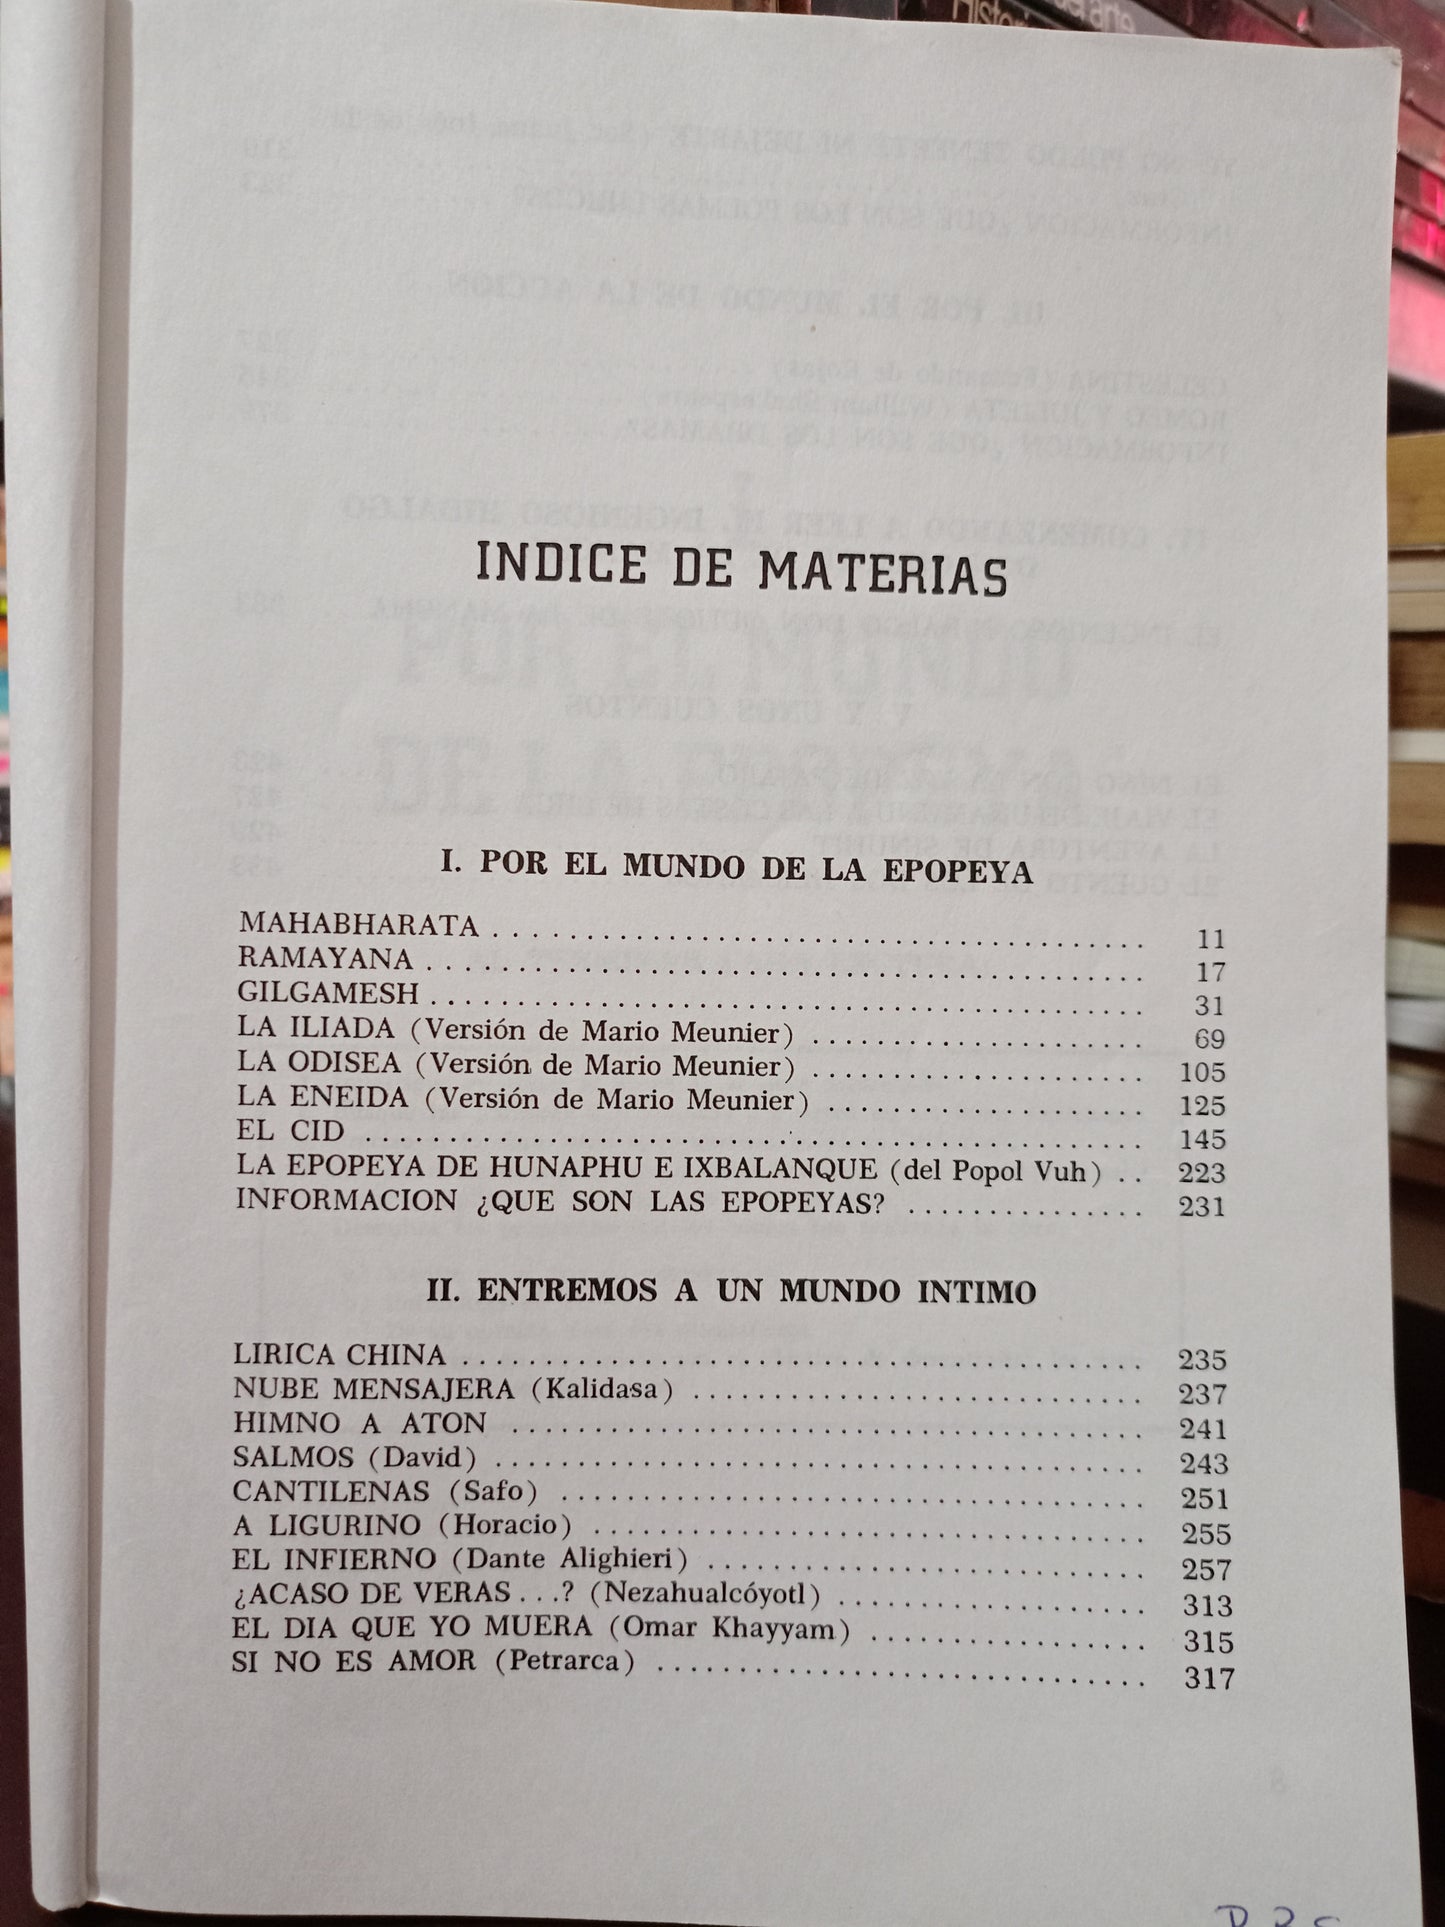 del arte
Histori
INDICE DE MATERIAS
I. POR EL MUNDO DE LA EPOPEYA
MAHABHARATA . . . . . . . . . . . . . . . . . . . . 11
RAMAYANA . . . . . . . . . . . . . . . . . . . . 17
GILGAMESH . . . . . . . . . . . . . . . . . . . . 31
LA ILIADA (Versión de Mario Meunier) . . . . . . . . . . 69
LA ODISEA (Versión de Mario Meunier) . . . . . . . . . . 105
LA ENEIDA (Versión de Mario Meunier) . . . . . . . . . . 125
EL CID . . . . . . . . . . . . . . . . . . . . 145
LA EPOPEYA DE HUNAPHU E IXBALANQUE (del Popol Vuh) . . 223
INFORMACION ¿QUE SON LAS EPOPEYAS? . . . . . . . . . . 231
II. ENTREMOS A UN MUNDO INTIMO
LIRICA CHINA . . . . . . . . . . . . . . . . . . . . 235
NUBE MENSAJERA (Kalidasa) . . . . . . . . . . . . . . . 237
HIMNO A ATON . . . . . . . . . . . . . . . . . . . . 241
SALMOS (David) . . . . . . . . . . . . . . . . . . . . 243
CANTILENAS (Safo) . . . . . . . . . . . . . . . . . . 251
A LIGURINO (Horacio) . . . . . . . . . . . . . . . . . 255
EL INFIERNO (Dante Alighieri) . . . . . . . . . . . . . 257
¿ACASO DE VERAS . . .? (Nezahualcóyotl) . . . . . . . . . . 313
EL DIA QUE YO MUERA (Omar Khayyam) . . . . . . . . . . 315
SI NO ES AMOR (Petrarca) . . . . . . . . . . . . . . . 317